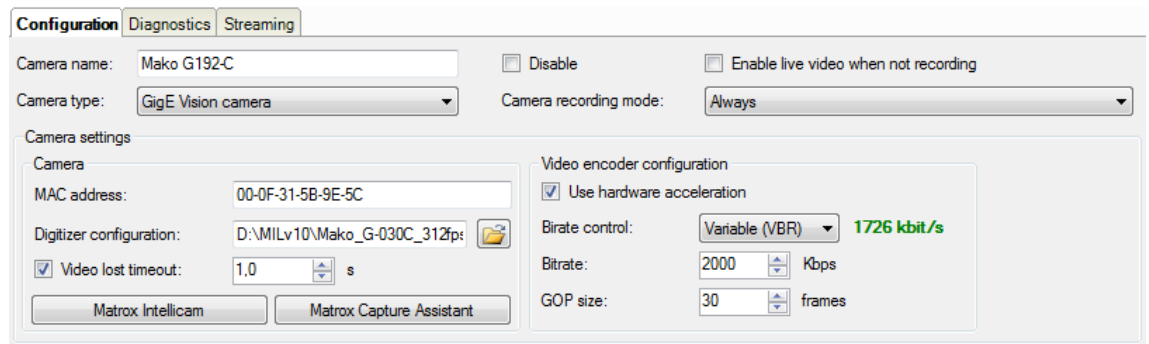 Configuration Diagnostics Streaming
Camera name: Mako G192-C Disable Enable live video when not recording
Camera type: GigE Vision camera Camera recording mode: Always
Camera settings
Camera
MAC address: 00-0F-31-5B-9E-5C
Digitizer configuration: D:\MILv10\Mako_G-030C_312fps
Video lost timeout: 1,0 s
Matrox Intellicam Matrox Capture Assistant
Video encoder configuration
Use hardware acceleration
Birate control: Variable (VBR) 1726 kbit/s
Bitrate: 2000 Kbps
GOP size: 30 frames